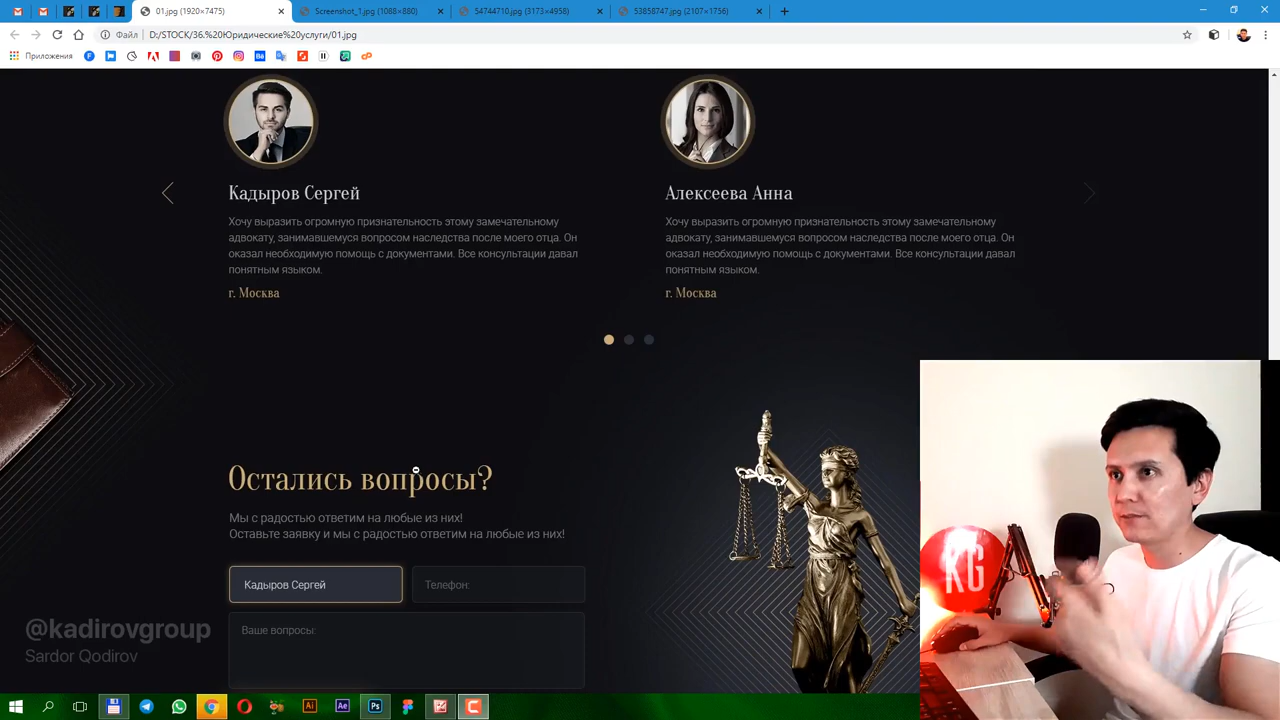 01.jpg (1920×7475)
Screenshot_1.jpg (1088×880)
54744710.jpg (3173×4958)
53858747.jpg (2107×1756)
Файл
D:/STOCK/36.%20Юридические%20услуги/01.jpg
Приложения
Кадыров Сергей
Алексеева Анна
Хочу выразить огромную признательность этому замечательному
адвокату, занимавшемуся вопросом наследства после моего отца. Он
оказал необходимую помощь с документами. Все консультации давал
понятным языком.
Хочу выразить огромную признательность этому замечательному
адвокату, занимавшемуся вопросом наследства после моего отца. Он
оказал необходимую помощь с документами. Все консультации давал
понятным языком.
г. Москва
г. Москва
Остались вопросы?
Мы с радостью ответим на любые из них!
Оставьте заявку и мы с радостью ответим на любые из них!
Кадыров Сергей
Телефон:
Ваше вопросы:
@kadirovgroup
Sardor Qodirov
KG
Ai
Ae
Ps